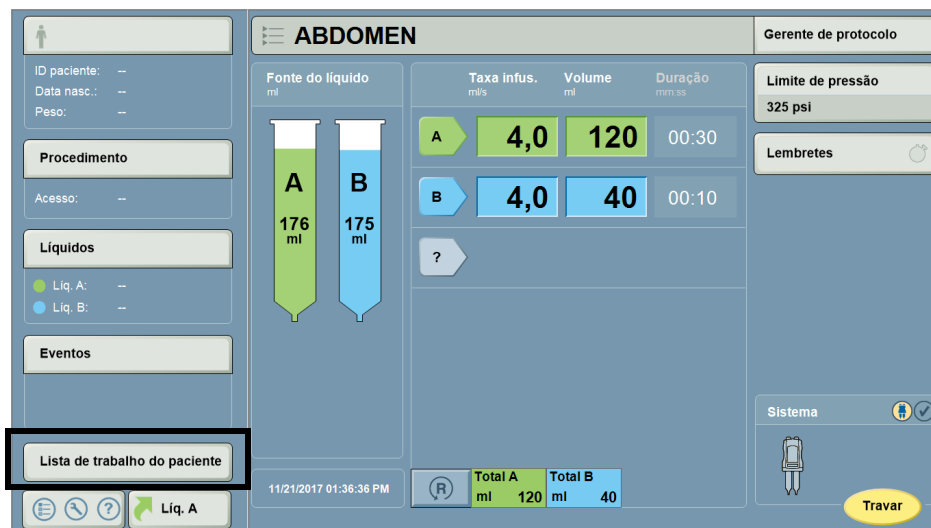 ID paciente: --
Data nasc.: --
Peso: --
Procedimento
Acesso: --
Líquidos
Líq. A: --
Líq. B: --
Eventos
Lista de trabalho do paciente
?
Líq. A
ABDOMEN
Fonte do líquido
ml
A
176
ml
B
175
ml
11/21/2017 01:36:36 PM
Taxa infus.
ml/s
Volume
ml
Duração
mm:ss
A 4,0 120 00:30
B 4,0 40 00:10
?
R
Total A
ml 120
Total B
ml 40
Gerente de protocolo
Limite de pressão
325 psi
Lembretes
Sistema
Travar